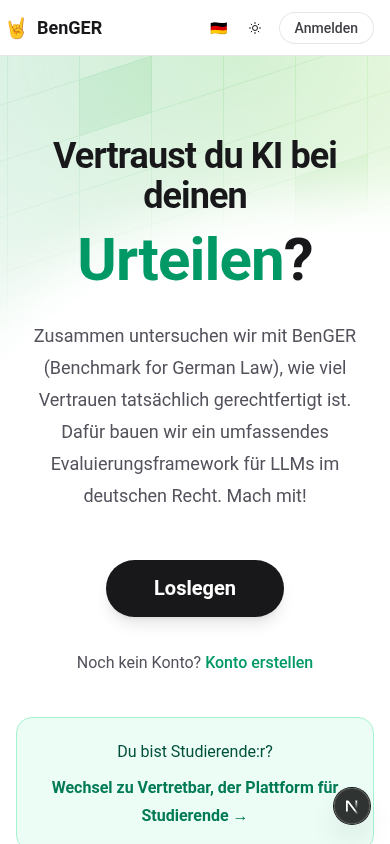 BenGER
Anmelden
Vertraust du KI bei
deinen
Urteilen?
Zusammen untersuchen wir mit BenGER
(Benchmark for German Law), wie viel
Vertrauen tatsächlich gerechtfertigt ist.
Dafür bauen wir ein umfassendes
Evaluierungsframework für LLMs im
deutschen Recht. Mach mit!
Loslegen
Noch kein Konto? Konto erstellen
Du bist Studierende:r?
Wechsel zu Vertretbar, der Plattform für
Studierende →
N